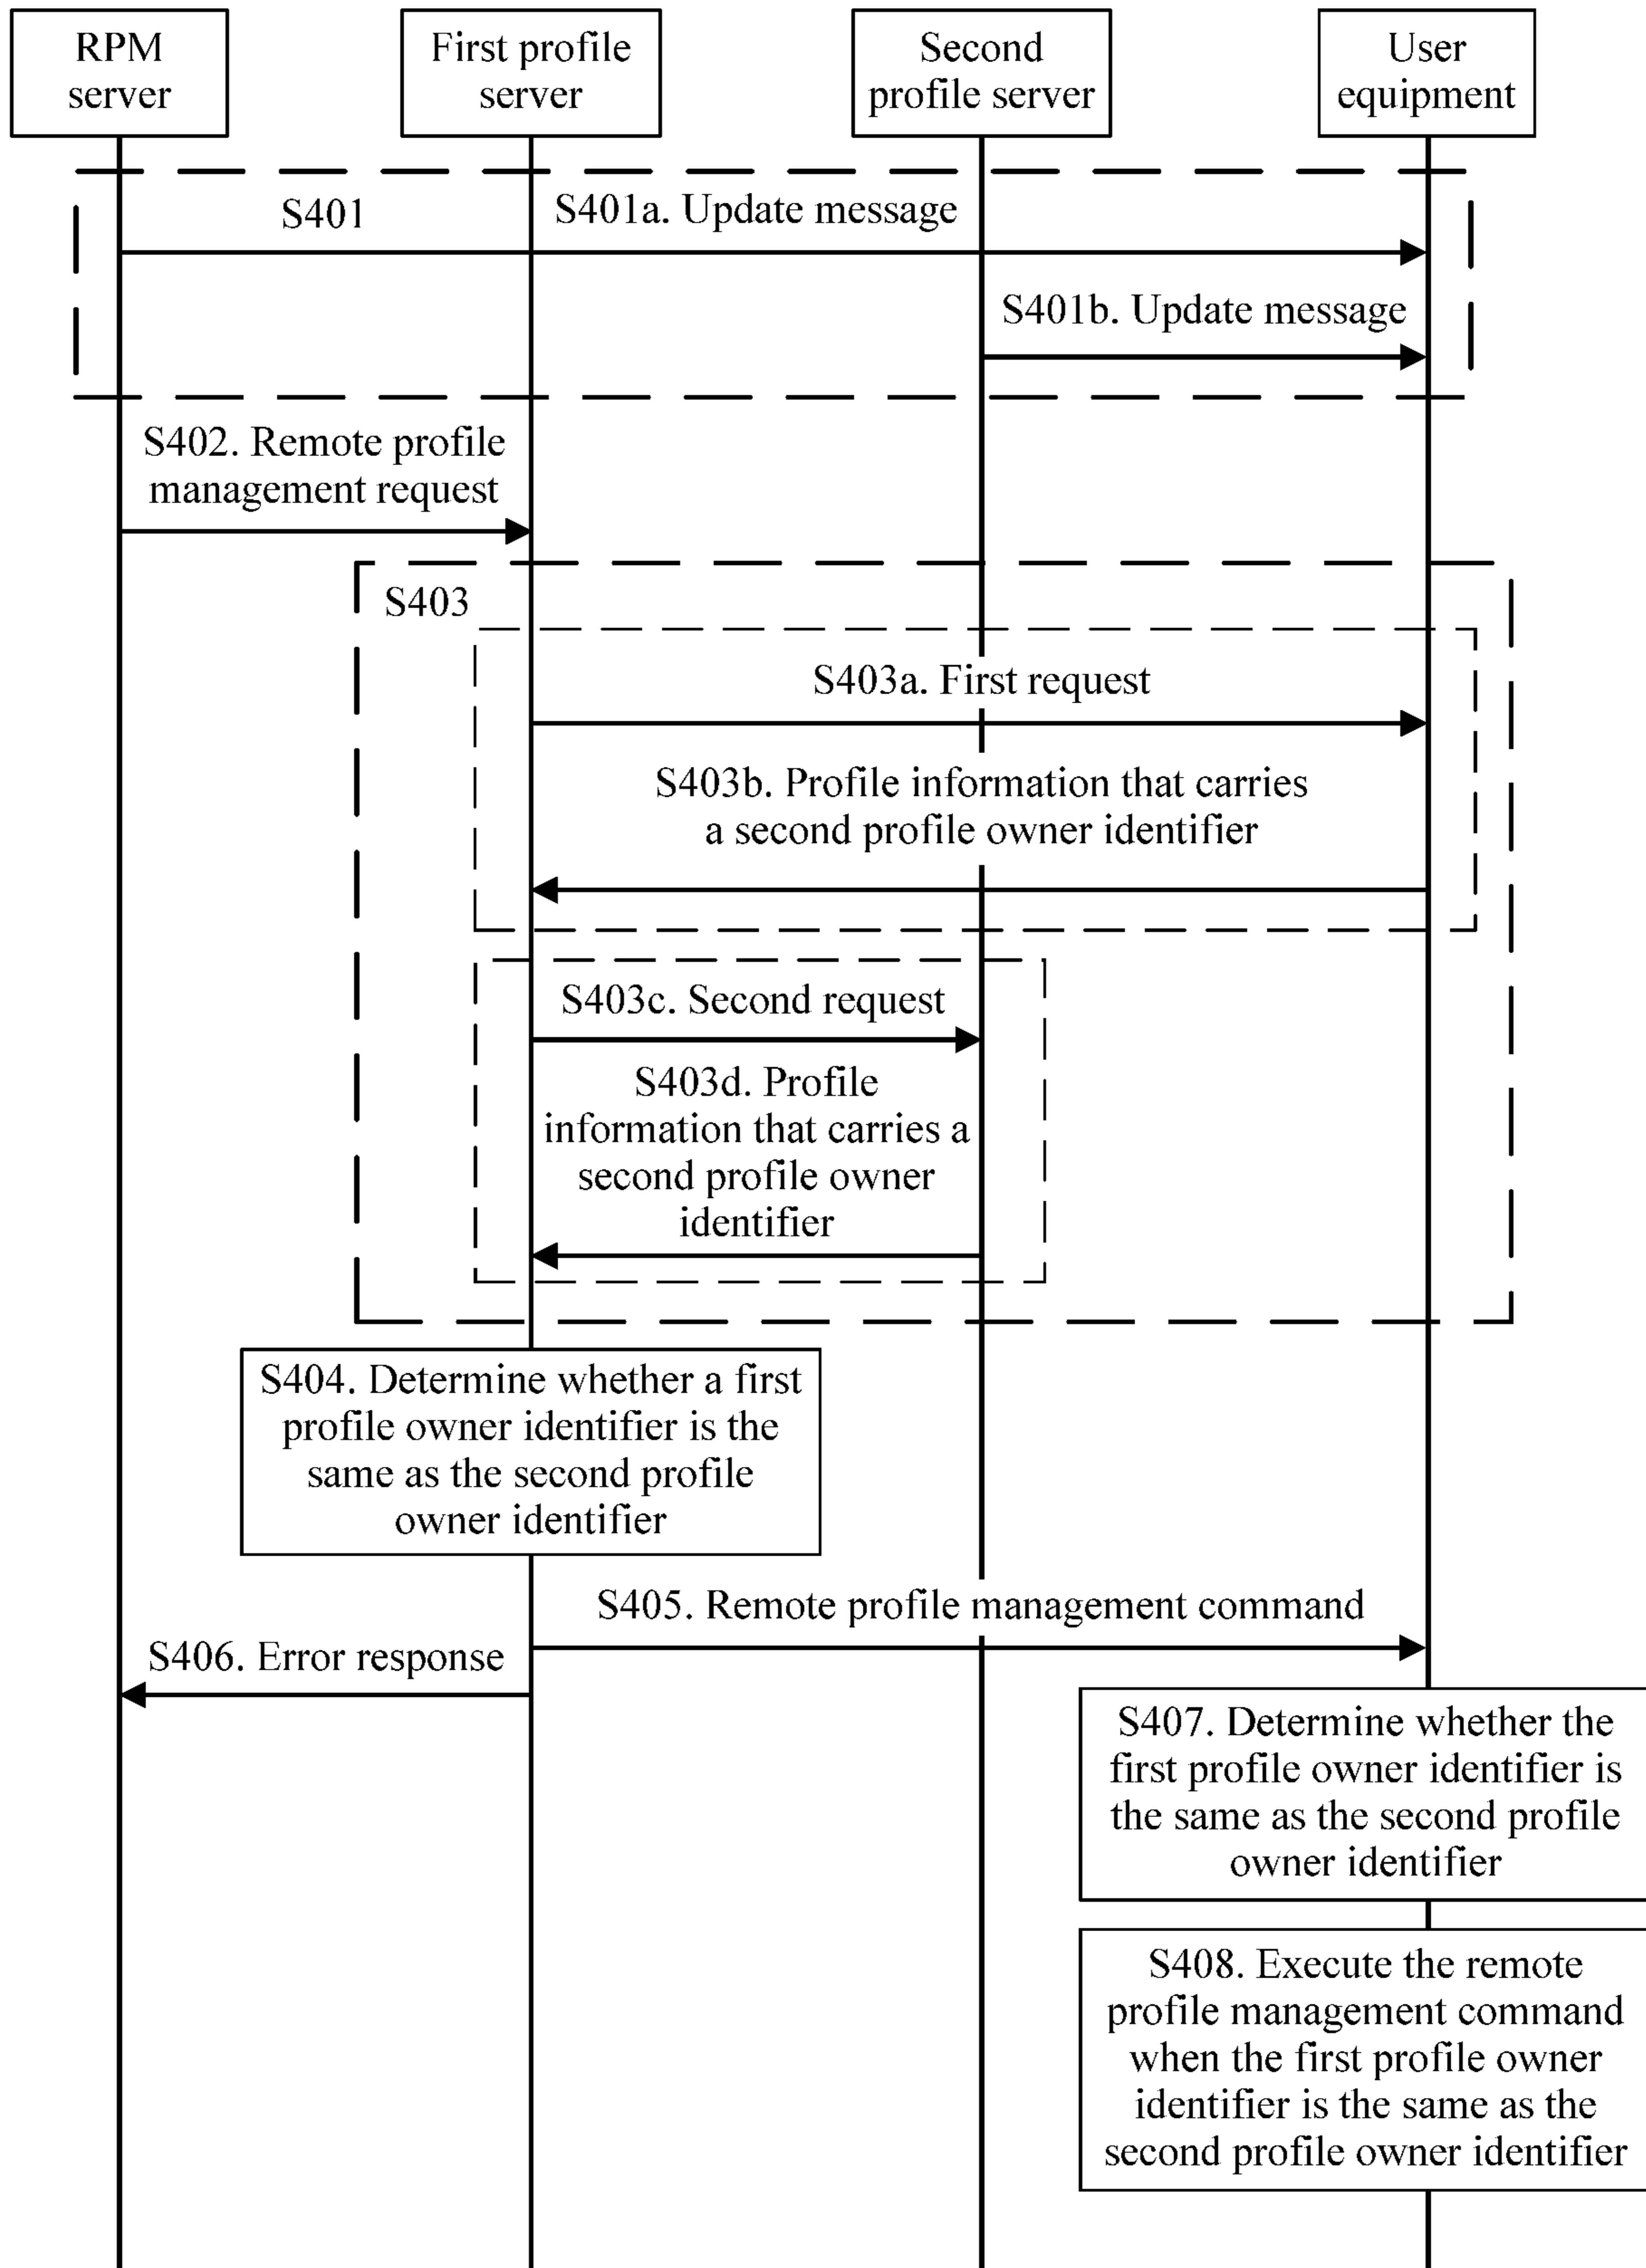 RPM
server
First profile
server
Second
profile server
User
equipment
S401
S401a. Update message
S401b. Update message
S402. Remote profile
management request
S403
S403a. First request
S403b. Profile information that carries
a second profile owner identifier
S403c. Second request
S403d. Profile
information that carries a
second profile owner
identifier
S404. Determine whether a first
profile owner identifier is the
same as the second profile
owner identifier
S405. Remote profile management command
S406. Error response
S407. Determine whether the
first profile owner identifier is
the same as the second profile
owner identifier
S408. Execute the remote
profile management command
when the first profile owner
identifier is the same as the
second profile owner identifier